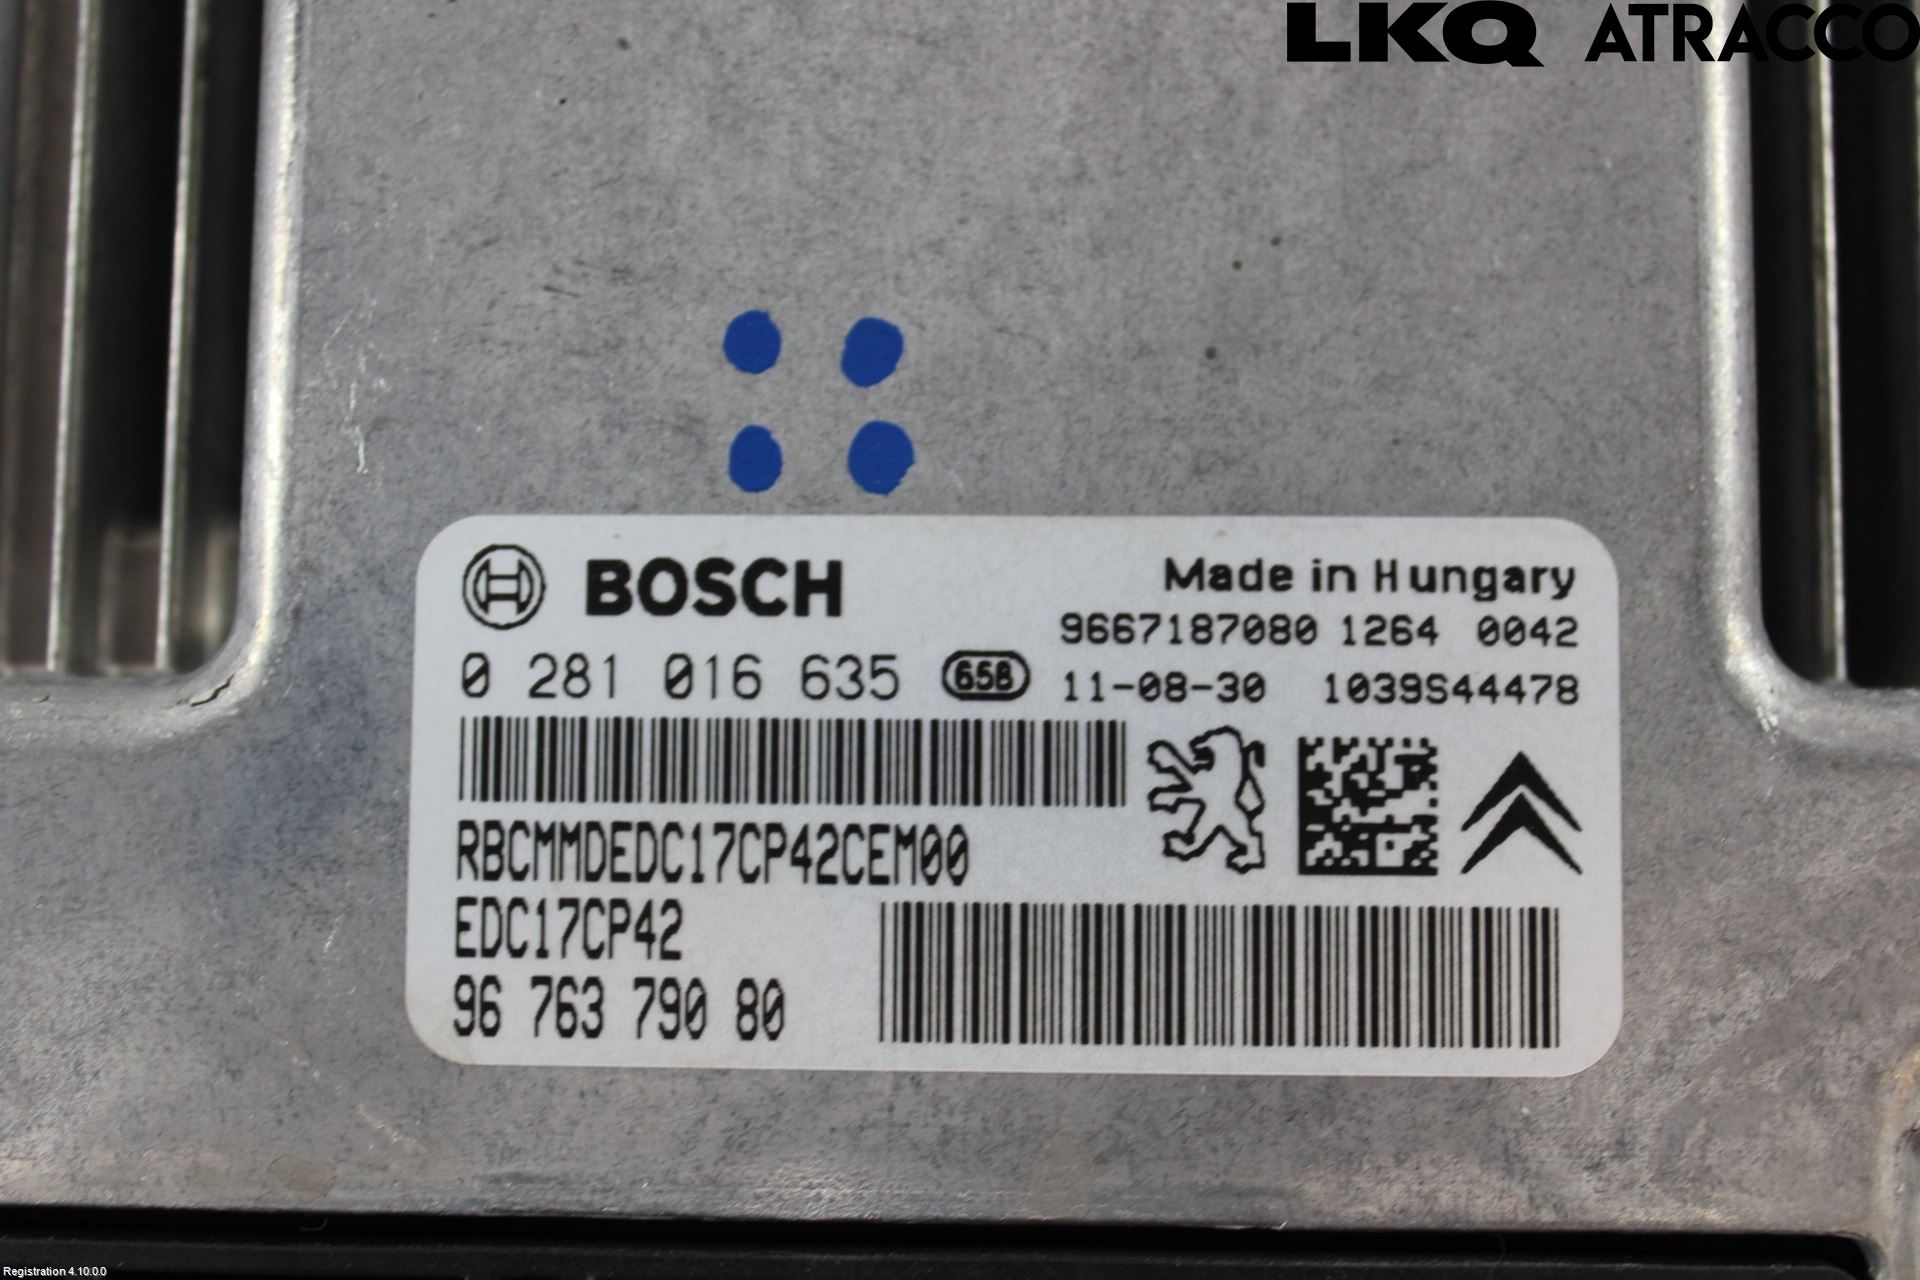 LKQ ATRACCO
BOSCH
Made in Hungary
9667187080 1264 0042
0 281 016 635 658
11-08-30 1039S44478
RBCMMDEDC17CP42CEM00
EDC17CP42
96 763 790 80
Registration 4.10.0.0